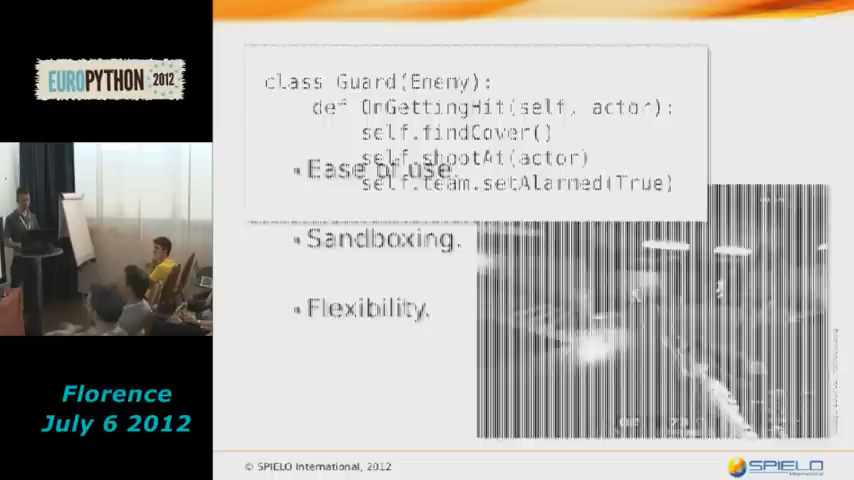 EUROPYTHON 2012
Florence
July 6 2012
class Guard(Enemy):
def OnGettingHit(self, actor):
self.findCover()
self.shootAt(actor)
self.team.setAlarmed(True)
Ease of use.
Sandboxing.
Flexibility.
© SPIELO International, 2012
SPIELO
International